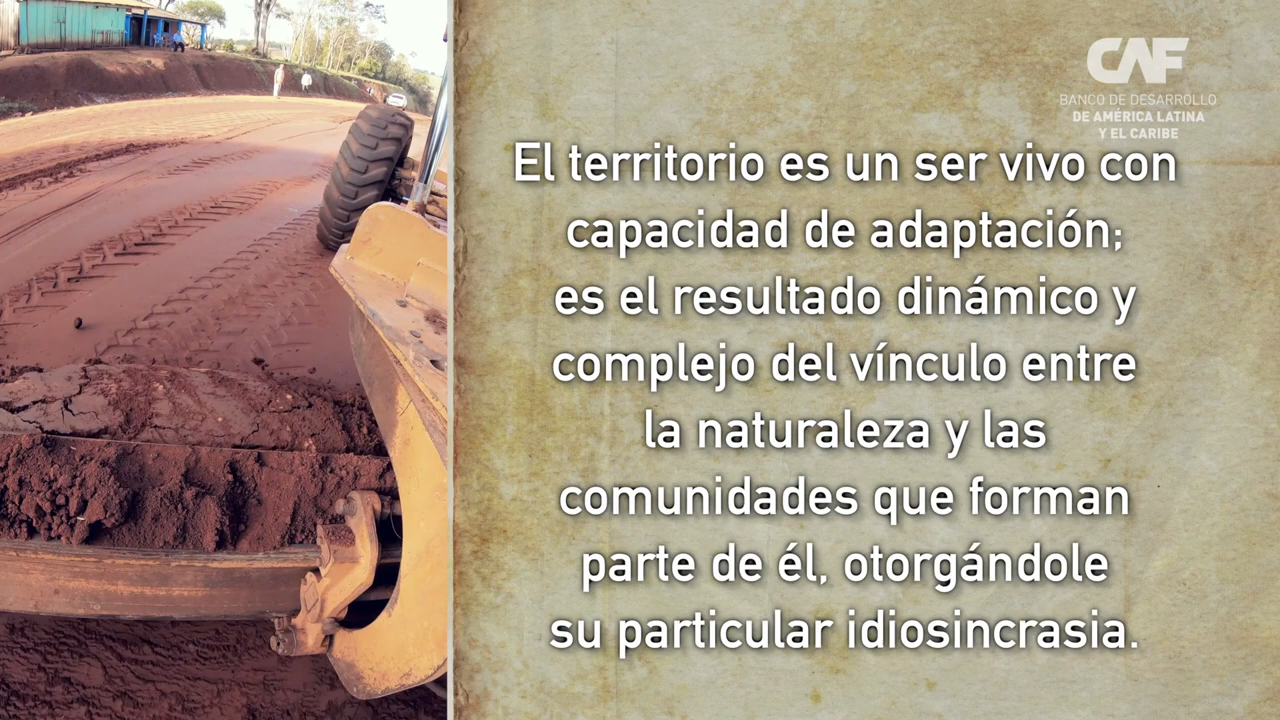 CAF
BANCO DE DESARROLLO
DE AMÉRICA LATINA
Y EL CARIBE
El territorio es un ser vivo con
capacidad de adaptación;
es el resultado dinámico y
complejo del vínculo entre
la naturaleza y las
comunidades que forman
parte de él, otorgándole
su particular idiosincrasia.